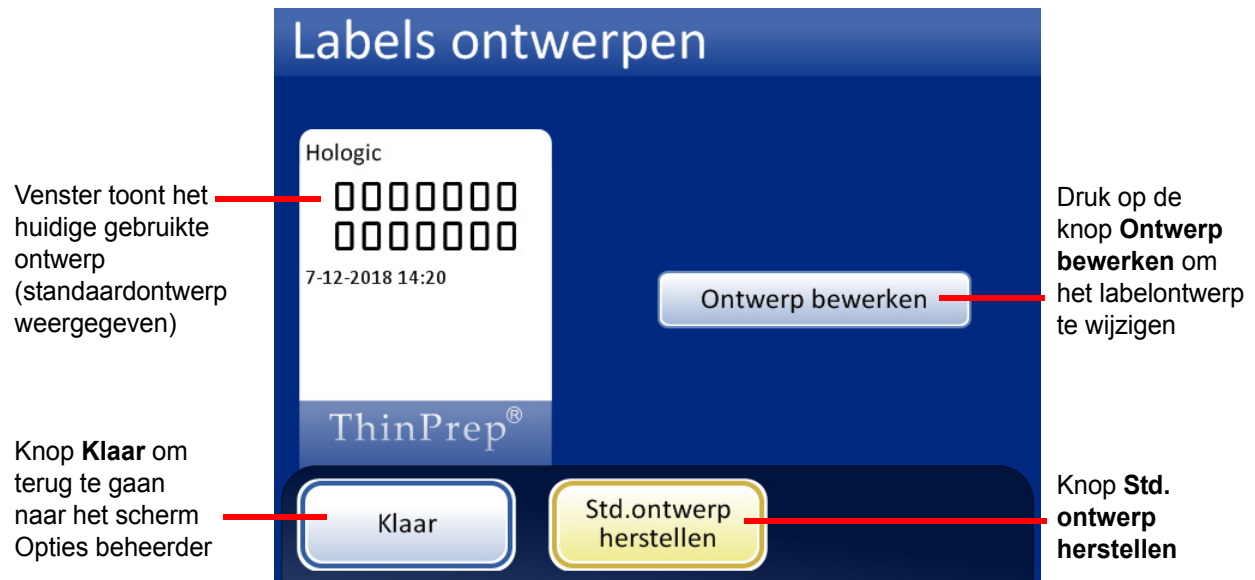 Labels ontwerpen
Hologic
0000000
0000000
7-12-2018 14:20
ThinPrep®
Venster toont het
huidige gebruikte
ontwerp
(standaardontwerp
weergegeven)
Ontwerp bewerken
Druk op de
knop Ontwerp
bewerken om
het labelontwerp
te wijzigen
Knop Klaar om
terug te gaan
naar het scherm
Opties beheerder
Klaar
Std.ontwerp
herstellen
Knop Std.
ontwerp
herstellen